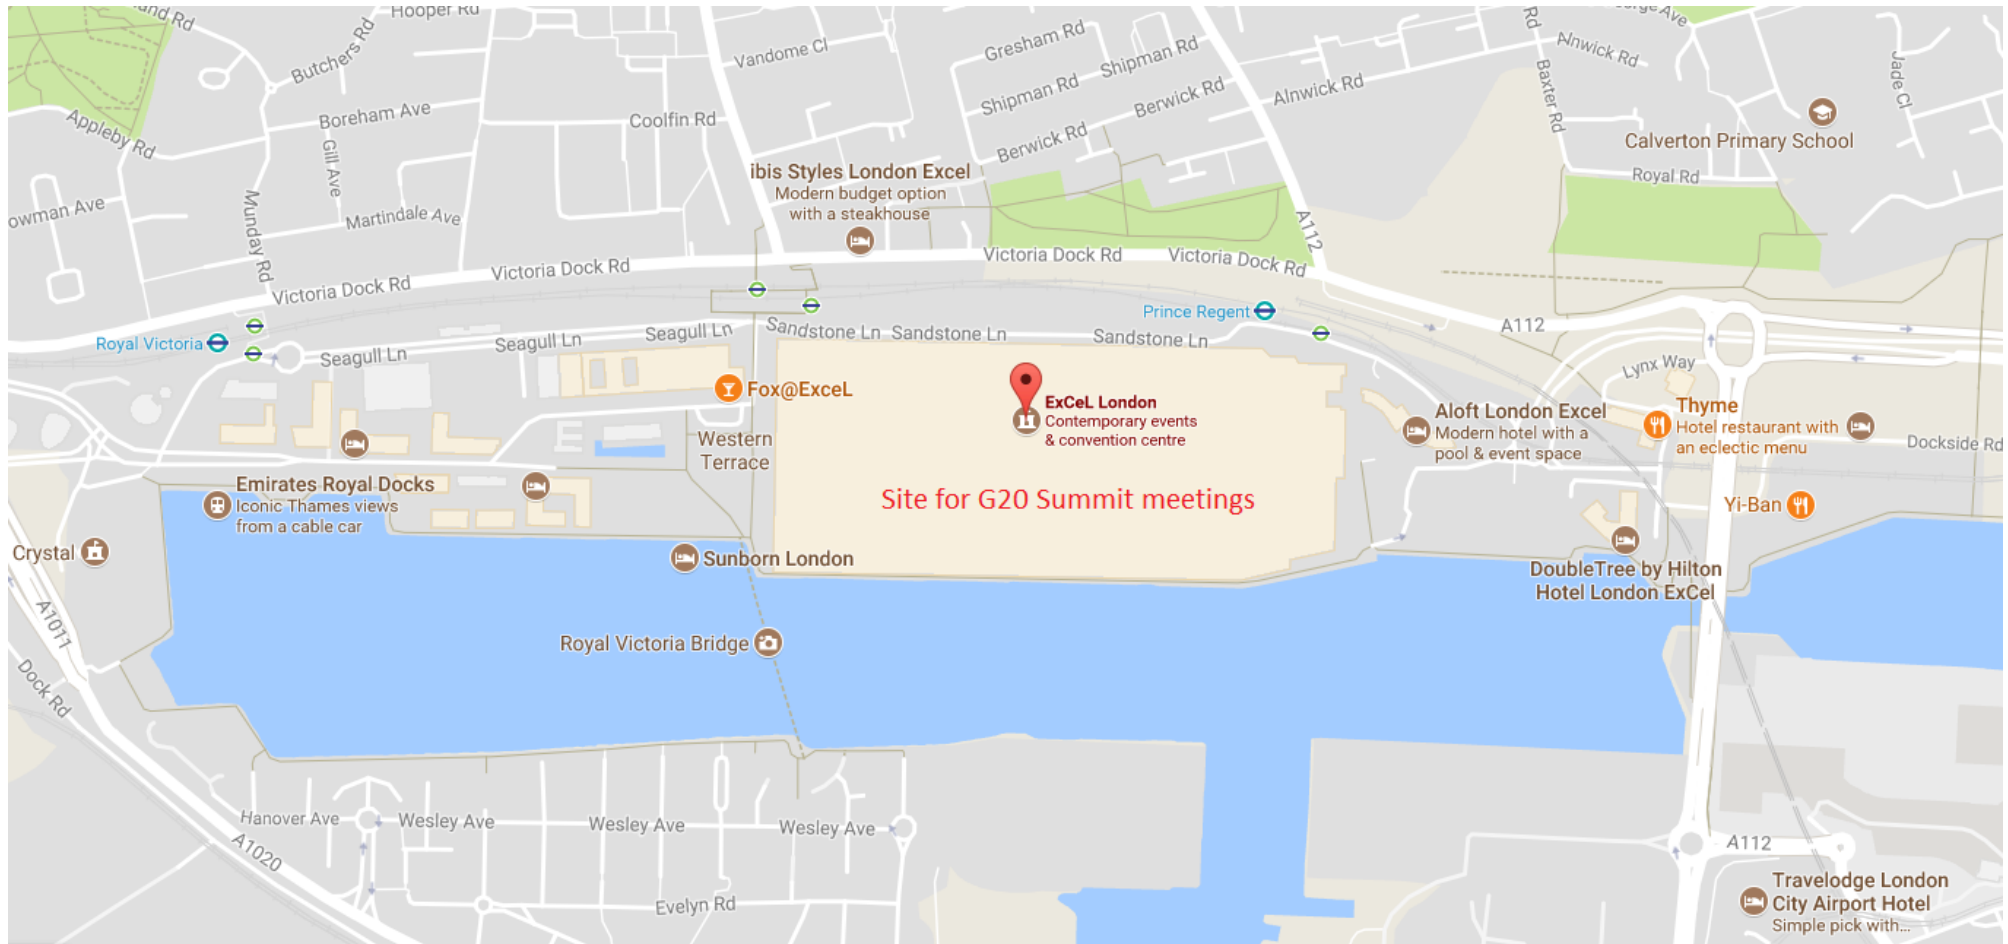 Hooper Rd
Butchers Rd
Vandome Cl
Gresham Rd
Shipman Rd
Shipman Rd
Alnwick Rd
Jade Cl
Baxter Rd
Berwick Rd
Alnwick Rd
Boreham Ave
Coolfin Rd
Appleby Rd
Gill Ave
Berwick Rd
Calverton Primary School
ibis Styles London Excel
Modern budget option
with a steakhouse
Royal Rd
Munday Rd
Martindale Ave
A112
Victoria Dock Rd
Victoria Dock Rd
Victoria Dock Rd
Victoria Dock Rd
Prince Regent
A112
Royal Victoria
Seagull Ln
Seagull Ln
Seagull Ln
Sandstone Ln
Sandstone Ln
Sandstone Ln
Lynx Way
Fox@ExceL
ExCeL London
Contemporary events
& convention centre
Aloft London Excel
Modern hotel with a
pool & event space
Thyme
Hotel restaurant with
an eclectic menu
Dockside Rd
Western
Terrace
Site for G20 Summit meetings
Emirates Royal Docks
Iconic Thames views
from a cable car
Yi-Ban
Crystal
Sunborn London
DoubleTree by Hilton
Hotel London ExCel
A1011
Royal Victoria Bridge
Dock Rd
Hanover Ave
Wesley Ave
Wesley Ave
Wesley Ave
A1020
A112
Evelyn Rd
Travelodge London
City Airport Hotel
Simple pick with...